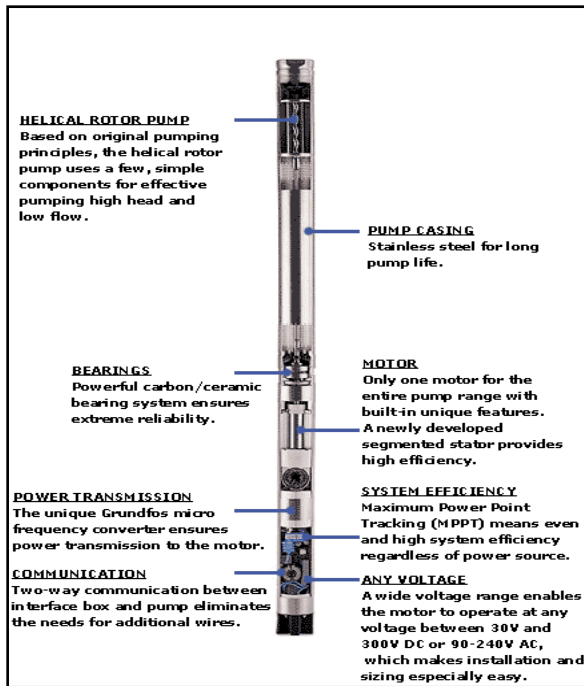 HELICAL ROTOR PUMP
Based on original pumping
principles, the helical rotor
pump uses a few, simple
components for effective
pumping high head and
low flow.
PUMP CASING
Stainless steel for long
pump life.
BEARINGS
Powerful carbon/ceramic
bearing system ensures
extreme reliability.
MOTOR
Only one motor for the
entire pump range with
built-in unique features.
A newly developed
segmented stator provides
high efficiency.
POWER TRANSMISSION
The unique Grundfos micro
frequency converter ensures
power transmission to the motor.
SYSTEM EFFICIENCY
Maximum Power Point
Tracking (MPPT) means even
and high system efficiency
regardless of power source.
COMMUNICATION
Two-way communication between
interface box and pump eliminates
the needs for additional wires.
ANY VOLTAGE
A wide voltage range enables
the motor to operate at any
voltage between 30V and
300V DC or 90-240V AC,
which makes installation and
sizing especially easy.